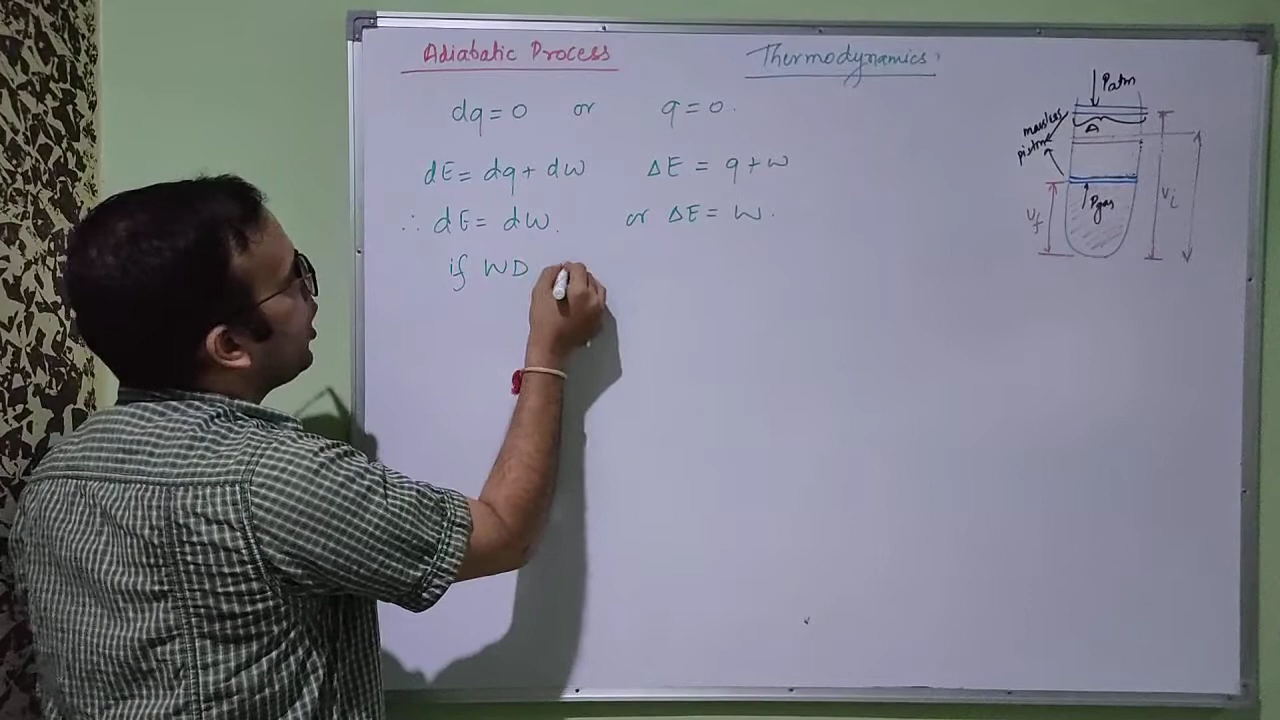 Adiabatic Process
Thermodynamics
dq = 0 or q = 0.
dE = dq + dw ΔE = q + w
∴ dE = dw. or ΔE = w.
if WD
Patm
massless
piston
A
Pgas
Vf
Vi